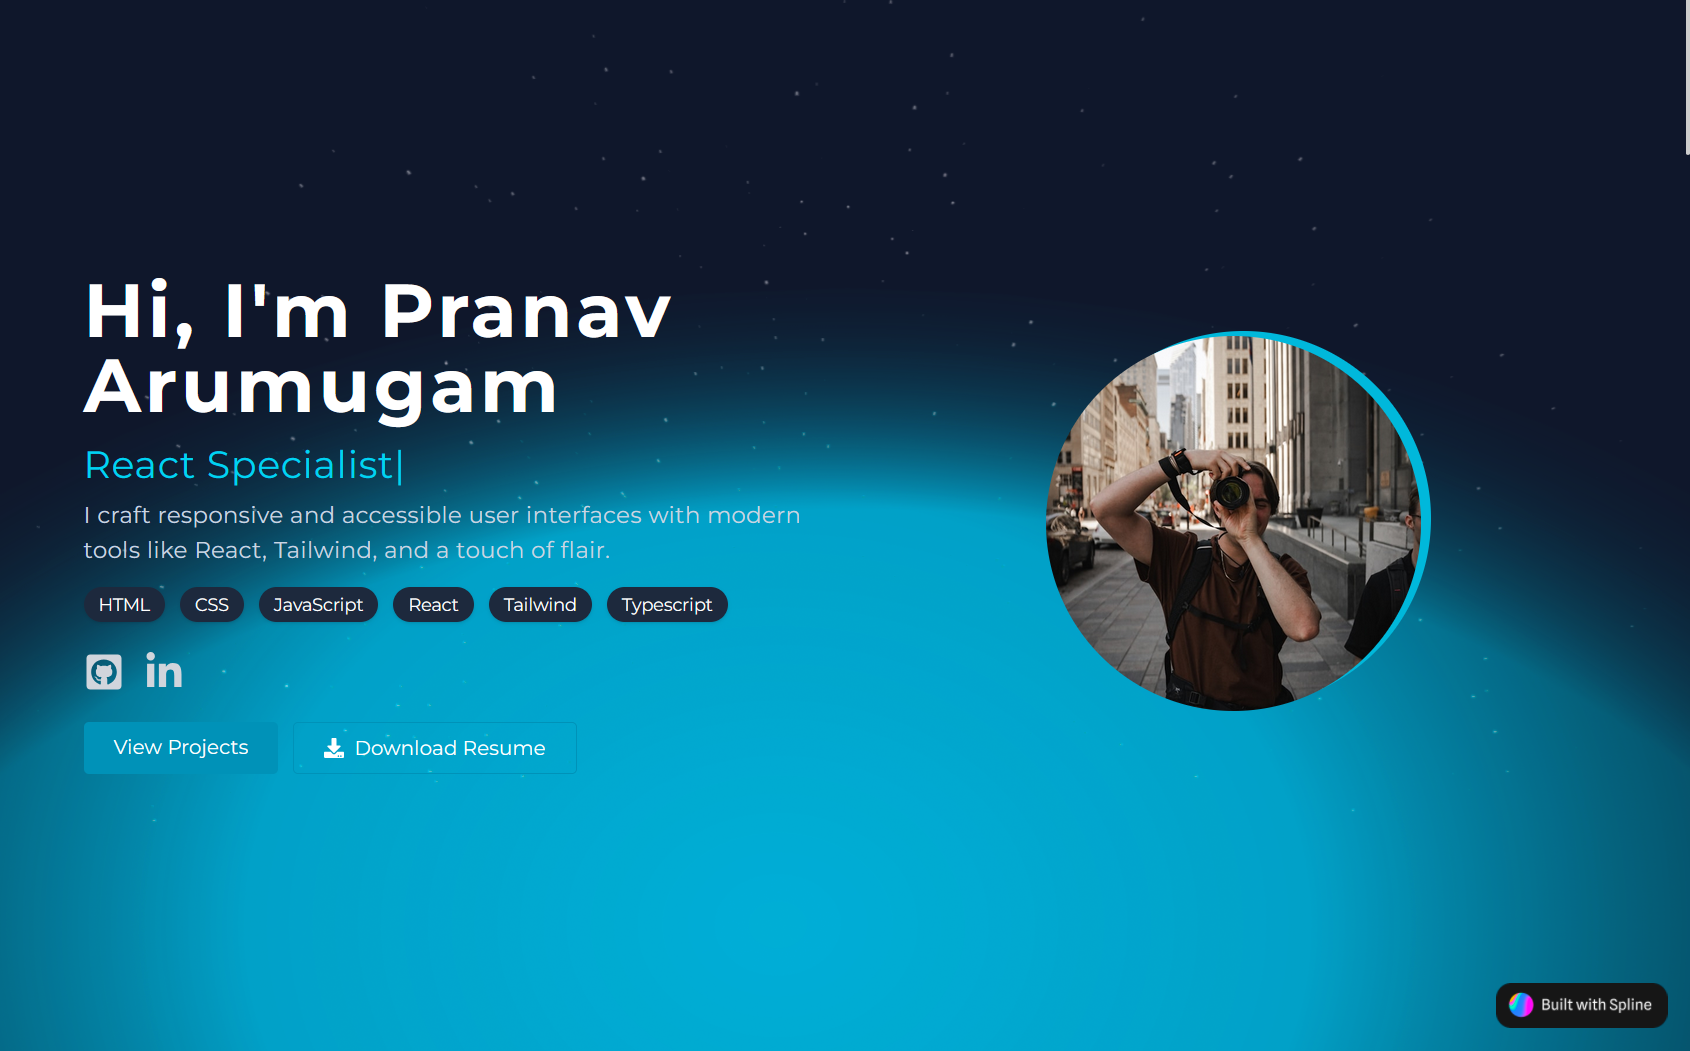 Hi, I'm Pranav
Arumugam
React Specialist|
I craft responsive and accessible user interfaces with modern
tools like React, Tailwind, and a touch of flair.
HTML CSS JavaScript React Tailwind Typescript
in
View Projects Download Resume
Built with Spline